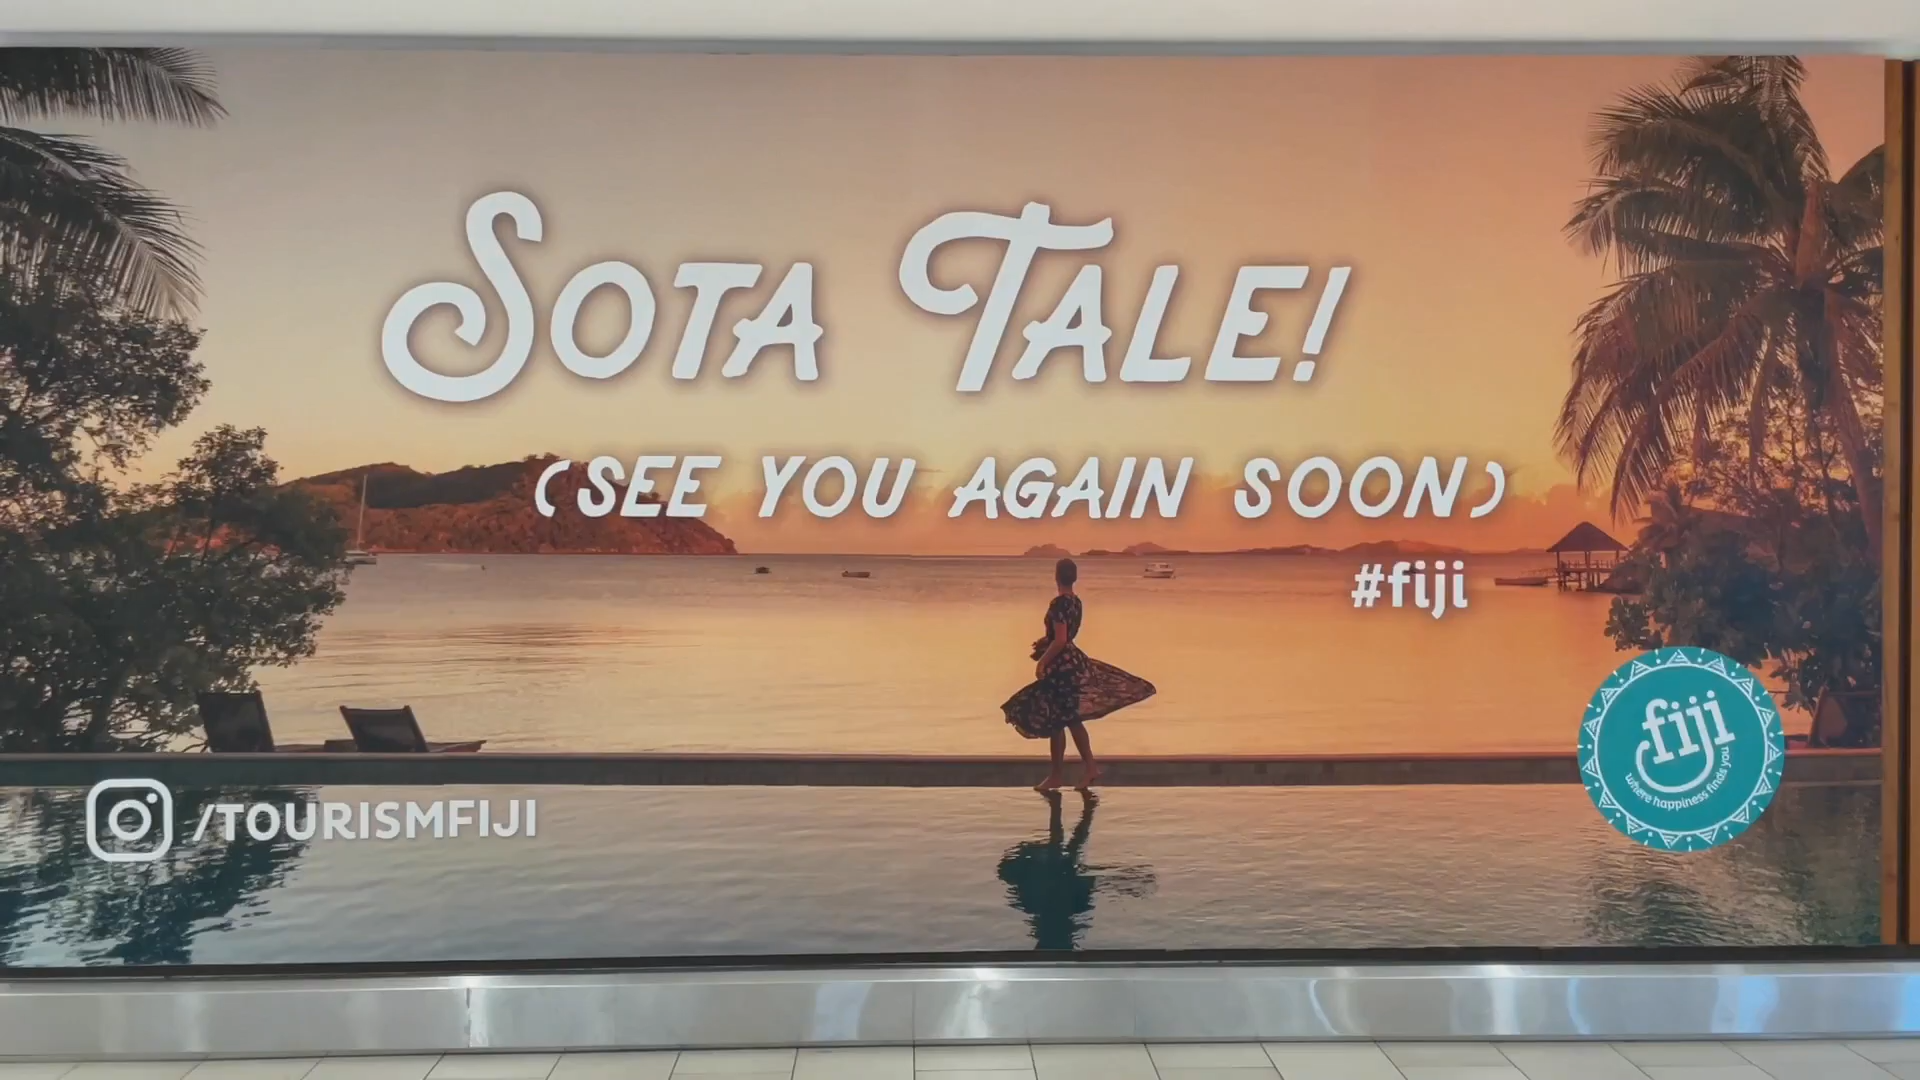 SOTA TALE!
(SEE YOU AGAIN SOON)
#fiji
/TOURISMFIJI
fiji
where happiness finds you